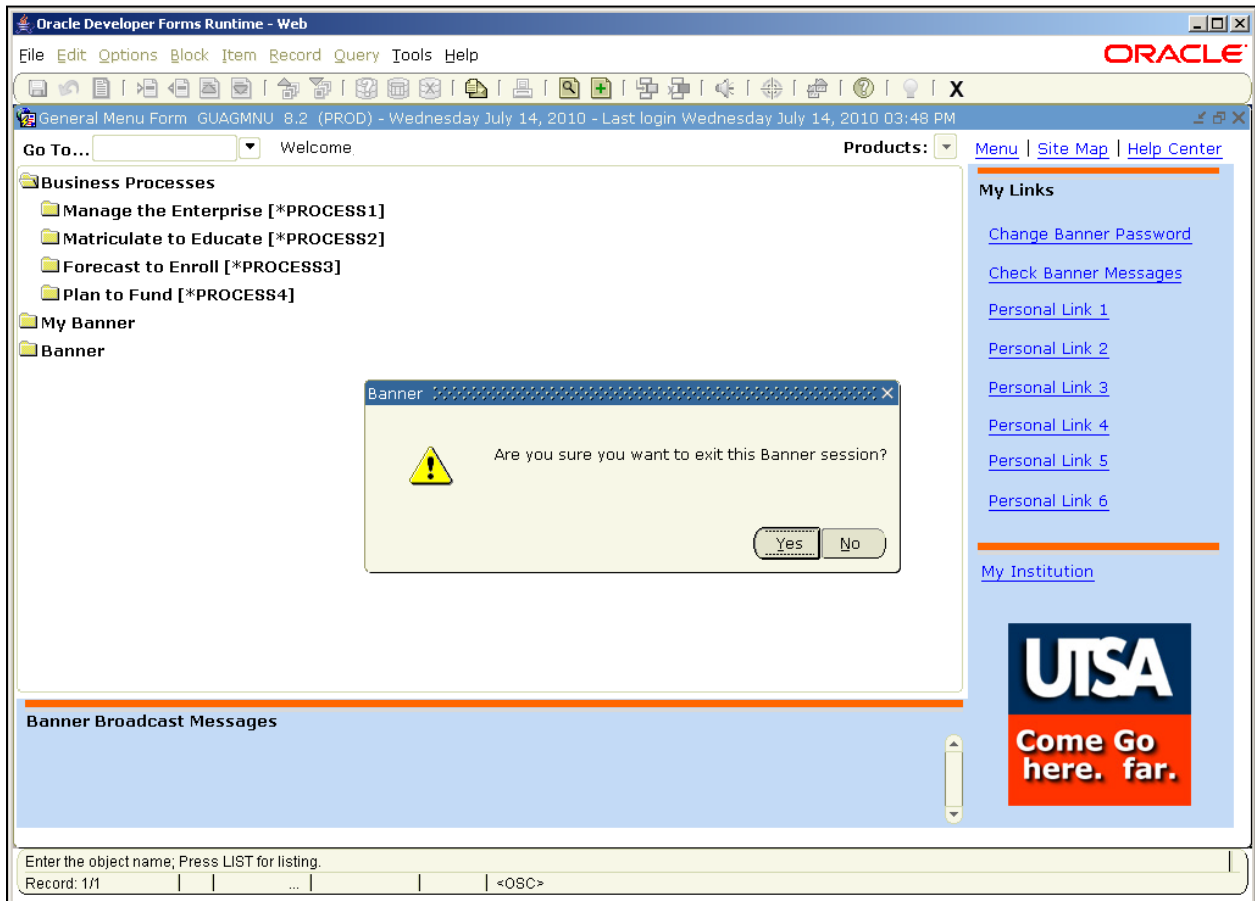 Oracle Developer Forms Runtime - Web
File Edit Options Block Item Record Query Tools Help
ORACLE
X
General Menu Form GUAGMNU 8.2 (PROD) - Wednesday July 14, 2010 - Last login Wednesday July 14, 2010 03:48 PM
Go To... Welcome Products: Menu | Site Map | Help Center
Business Processes
Manage the Enterprise [*PROCESS1]
Matriculate to Educate [*PROCESS2]
Forecast to Enroll [*PROCESS3]
Plan to Fund [*PROCESS4]
My Banner
Banner
My Links
Change Banner Password
Check Banner Messages
Personal Link 1
Personal Link 2
Personal Link 3
Personal Link 4
Personal Link 5
Personal Link 6
Banner
Are you sure you want to exit this Banner session?
Yes No
My Institution
UTSA
Come Go
here. far.
Banner Broadcast Messages
Enter the object name; Press LIST for listing.
Record: 1/1 ... <OSC>